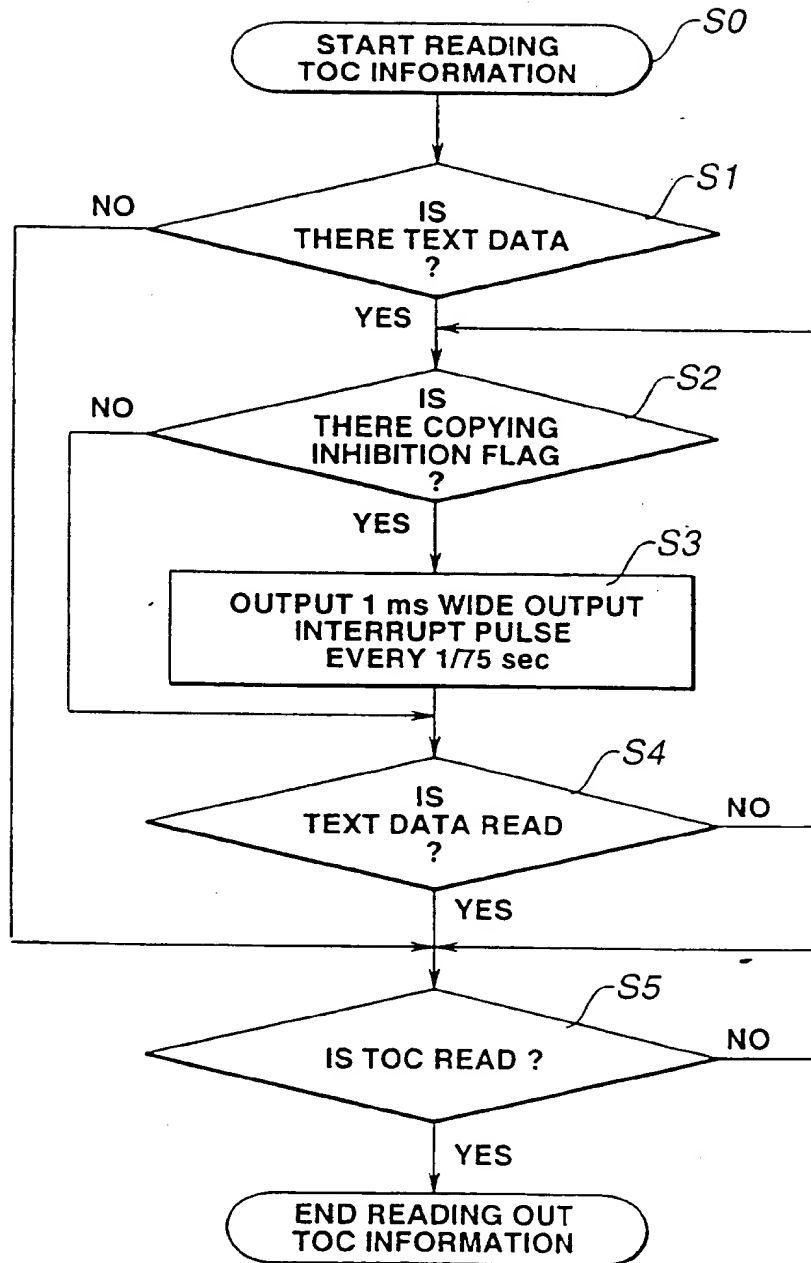 S0
START READING
TOC INFORMATION
S1
NO
IS
THERE TEXT DATA
?
YES
S2
NO
IS
THERE COPYING
INHIBITION FLAG
?
YES
S3
OUTPUT 1 ms WIDE OUTPUT
INTERRUPT PULSE
EVERY 1/75 sec
S4
IS
TEXT DATA READ
?
NO
YES
S5
IS TOC READ ?
NO
YES
END READING OUT
TOC INFORMATION